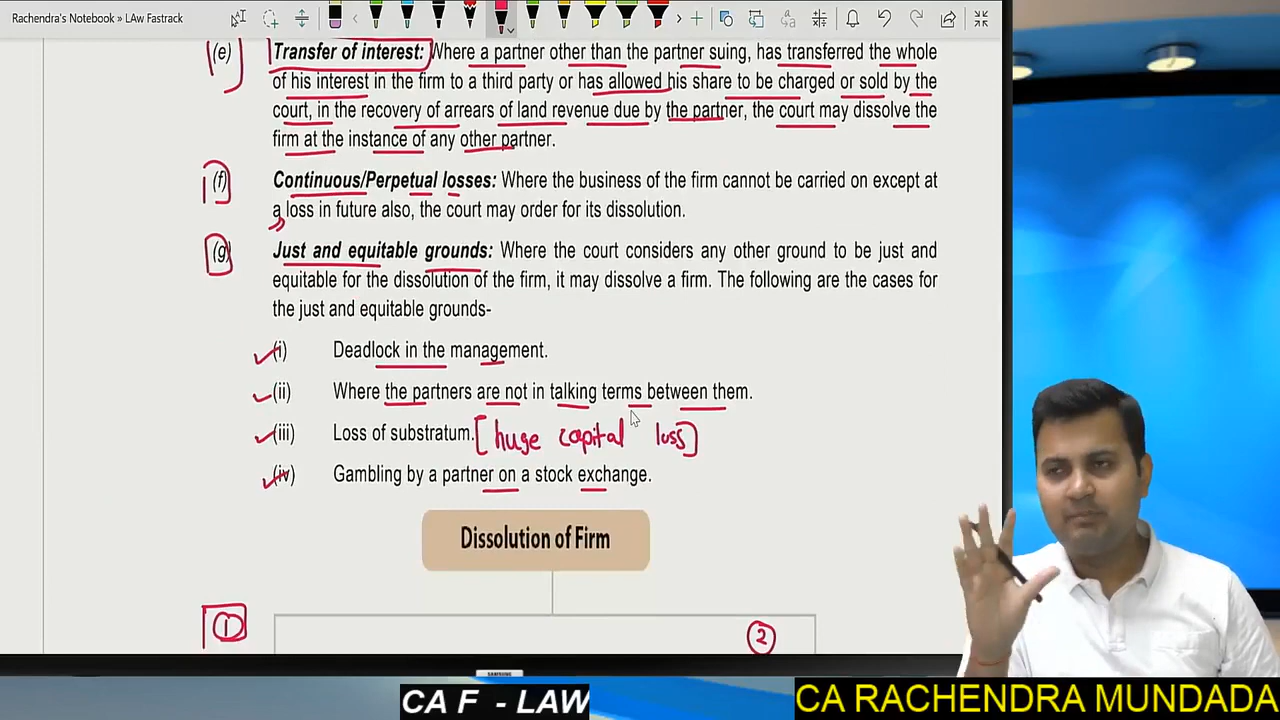 Rachendra's Notebook » LAw Fastrack
(e) Transfer of interest: Where a partner other than the partner suing, has transferred the whole
of his interest in the firm to a third party or has allowed his share to be charged or sold by the
court, in the recovery of arrears of land revenue due by the partner, the court may dissolve the
firm at the instance of any other partner.
(f) Continuous/Perpetual losses: Where the business of the firm cannot be carried on except at
a loss in future also, the court may order for its dissolution.
(g) Just and equitable grounds: Where the court considers any other ground to be just and
equitable for the dissolution of the firm, it may dissolve a firm. The following are the cases for
the just and equitable grounds-
(i) Deadlock in the management.
(ii) Where the partners are not in talking terms between them.
(iii) Loss of substratum. [huge capital loss]
(iv) Gambling by a partner on a stock exchange.
Dissolution of Firm
1 2
SAMSUNG
CA F - LAW
CA RACHENDRA MUNDADA